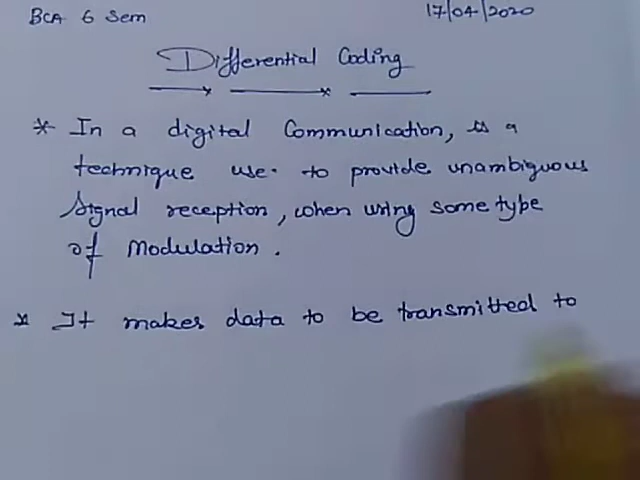 BCA 6 Sem 17/04/2020
Differential Coding
* In a digital Communication, is a
technique use. to provide unambiguous
Signal reception, when using some type
of Modulation.
* It makes data to be transmitted to